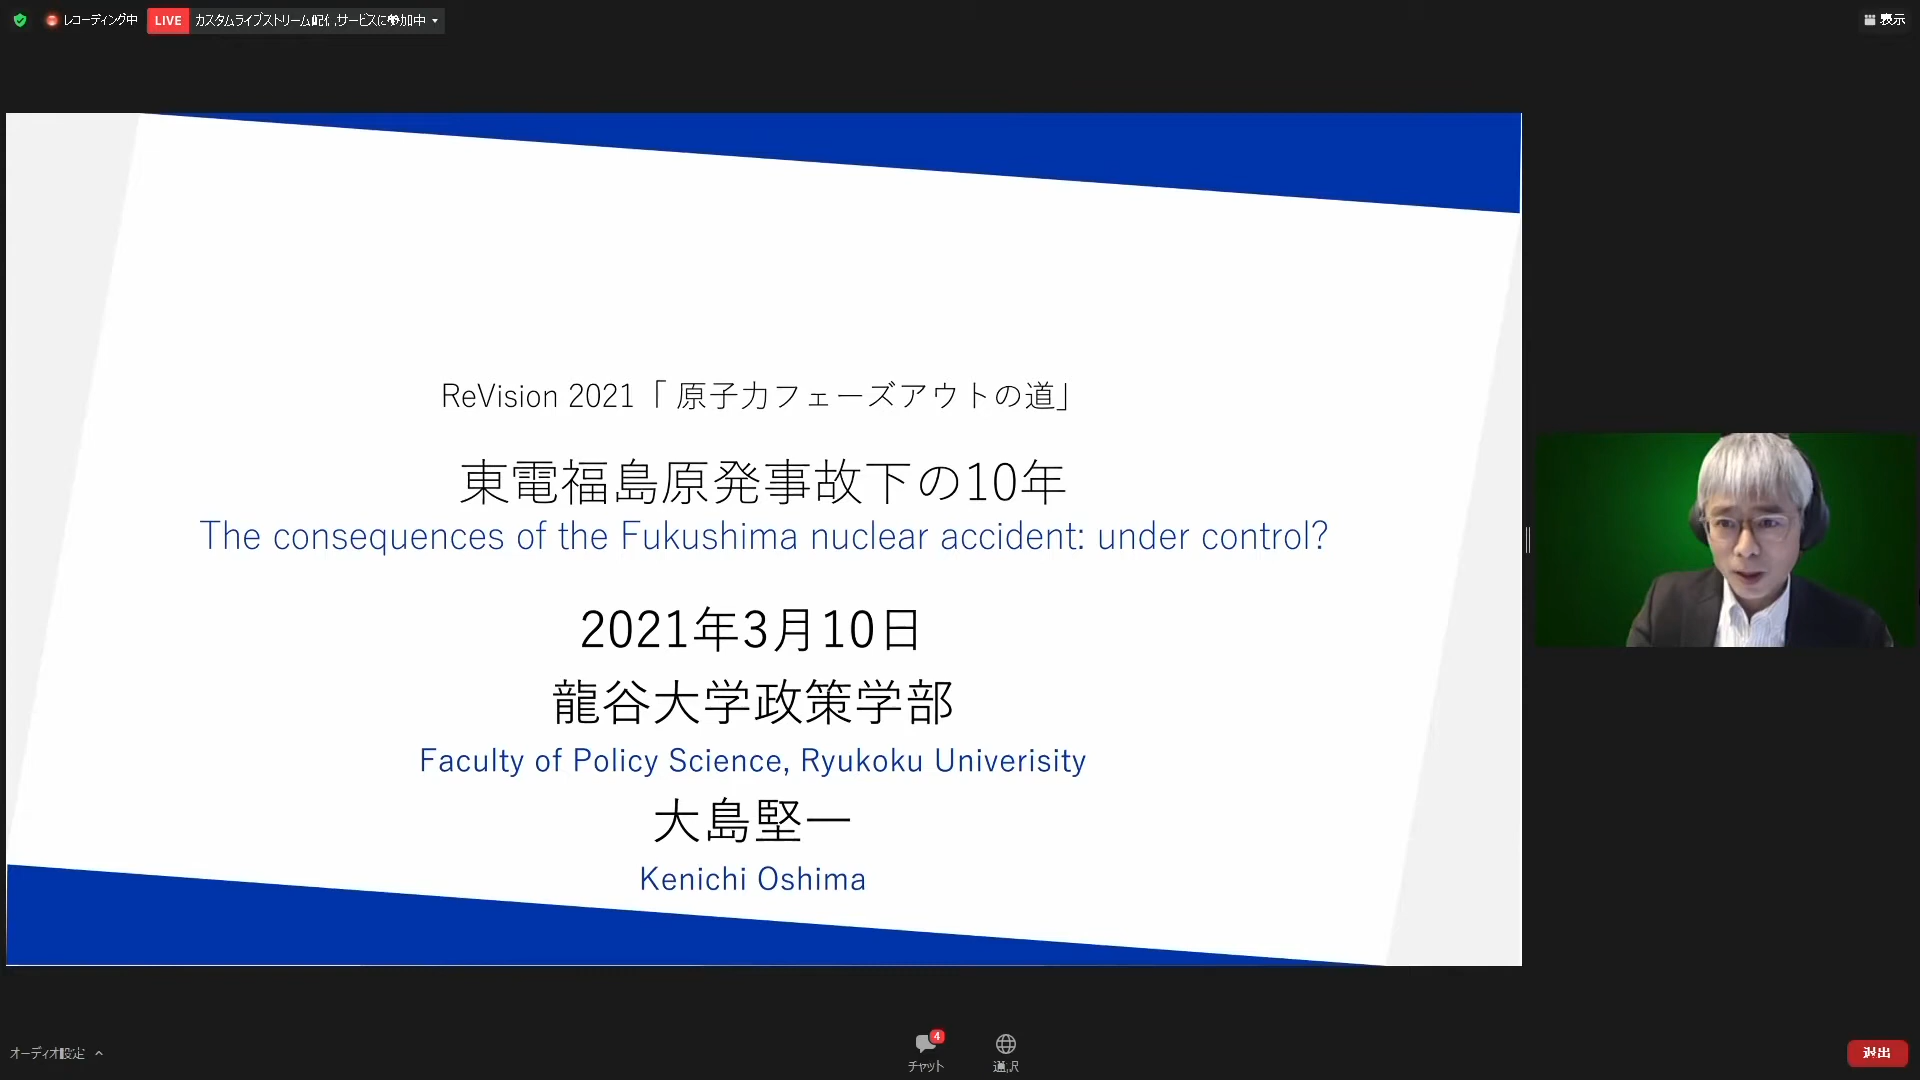 レコーディング中
LIVE カスタムライブストリーム配信サービスに参加中
表示
ReVision 2021「 原子力フェーズアウトの道」
東電福島原発事故下の10年
The consequences of the Fukushima nuclear accident: under control?
2021年3月10日
龍谷大学政策学部
Faculty of Policy Science, Ryukoku Univerisity
大島堅一
Kenichi Oshima
オーディオ設定
4
チャット
退出